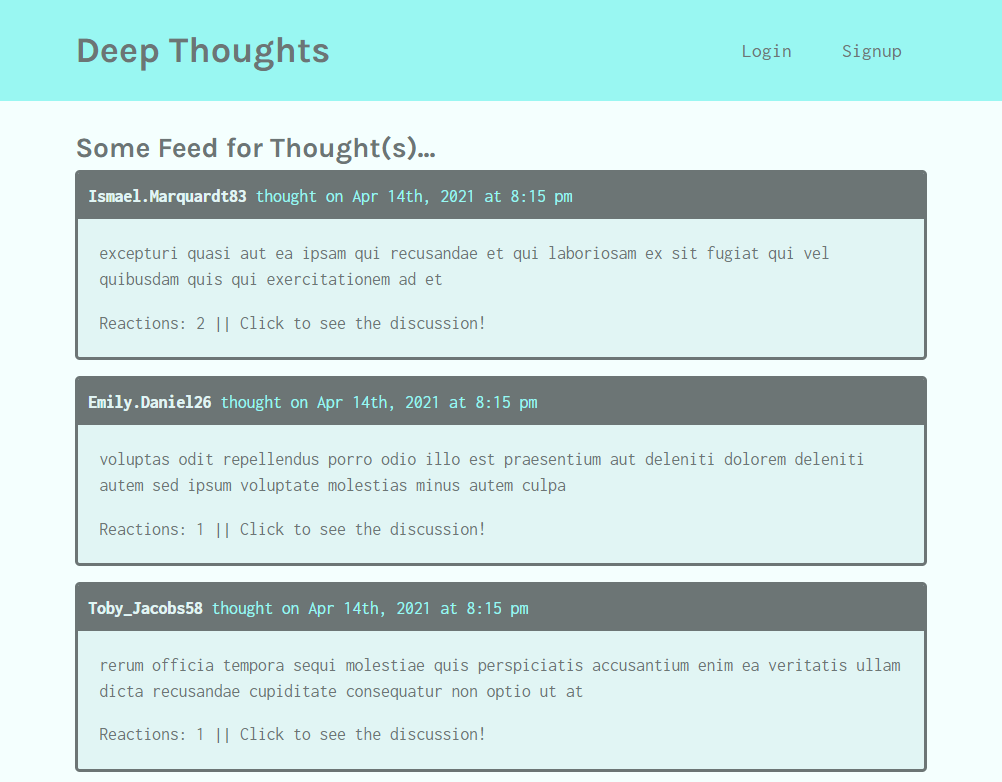 Deep Thoughts
Login Signup
Some Feed for Thought(s)...
Ismael.Marquardt83 thought on Apr 14th, 2021 at 8:15 pm
excepturi quasi aut ea ipsam qui recusandae et qui laboriosam ex sit fugiat qui vel
quibusdam quis qui exercitationem ad et
Reactions: 2 || Click to see the discussion!
Emily.Daniel26 thought on Apr 14th, 2021 at 8:15 pm
voluptas odit repellendus porro odio illo est praesentium aut deleniti dolorem deleniti
autem sed ipsum voluptate molestias minus autem culpa
Reactions: 1 || Click to see the discussion!
Toby_Jacobs58 thought on Apr 14th, 2021 at 8:15 pm
rerum officia tempora sequi molestiae quis perspiciatis accusantium enim ea veritatis ullam
dicta recusandae cupiditate consequatur non optio ut at
Reactions: 1 || Click to see the discussion!